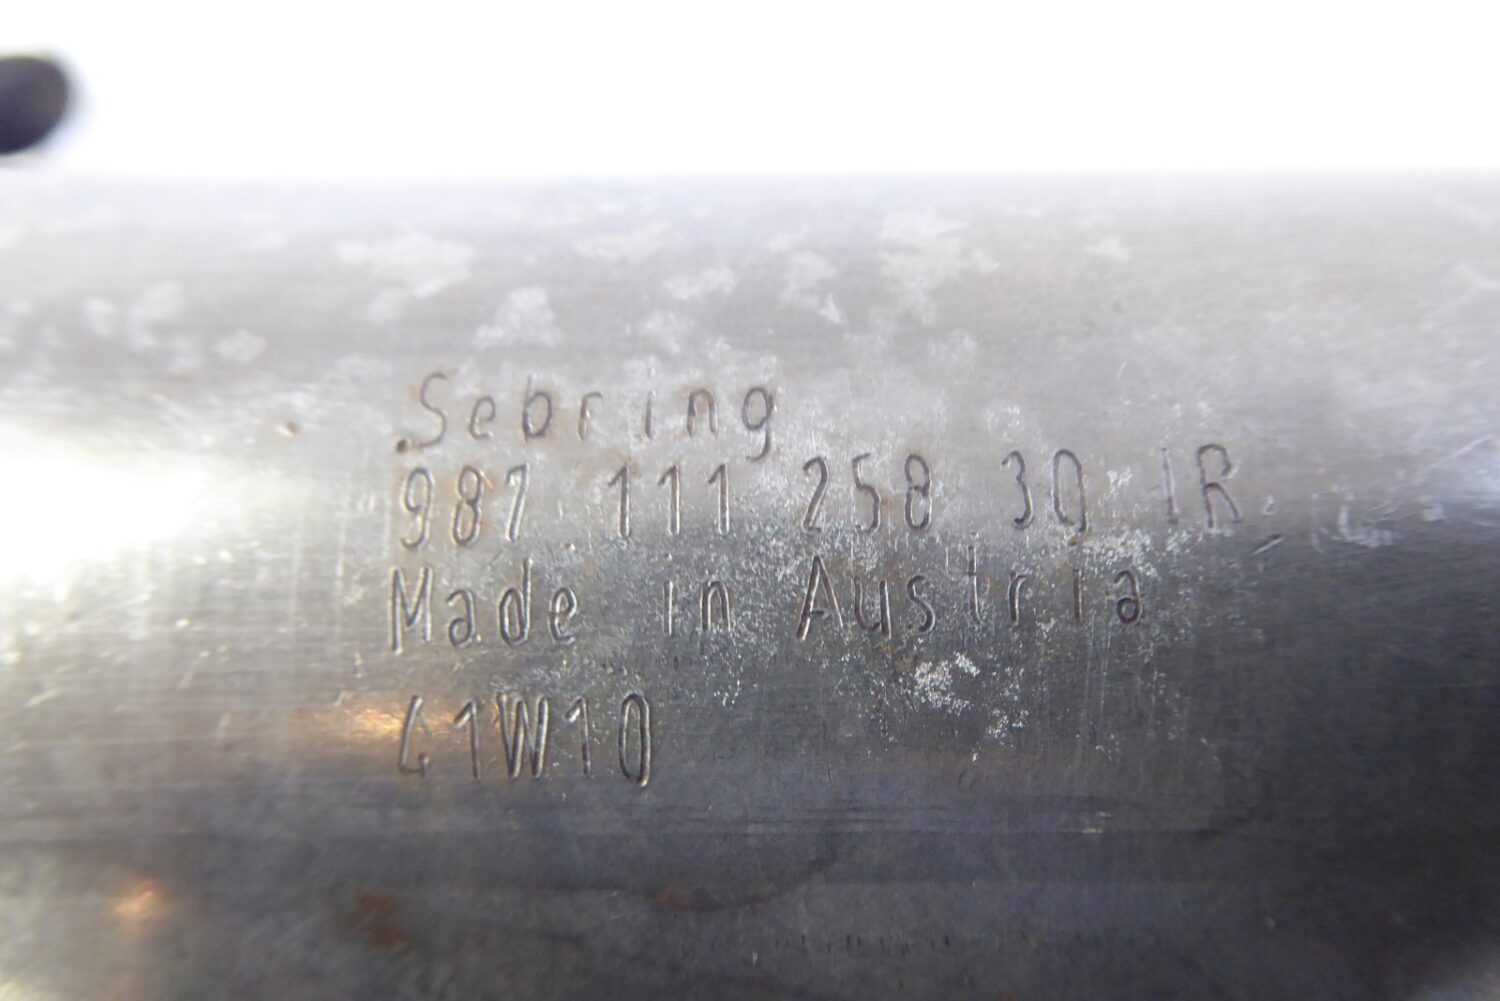 Sebring
987 111 258 30 IR
Made in Austria
41W10